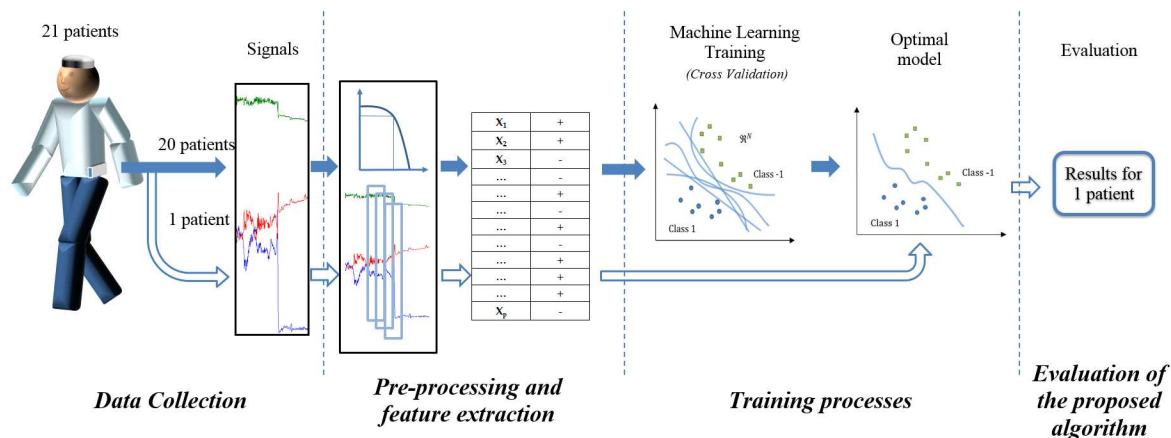 21 patients
Signals
20 patients
1 patient
X₁ +
X₂ +
X₃ -
... -
... +
... -
... +
... -
... +
... +
... +
Xₚ -
Machine Learning
Training
(Cross Validation)
ℜᴺ
Class -1
Class 1
Optimal
model
Class -1
Class 1
Evaluation
Results for
1 patient
Data Collection
Pre-processing and
feature extraction
Training processes
Evaluation of
the proposed
algorithm